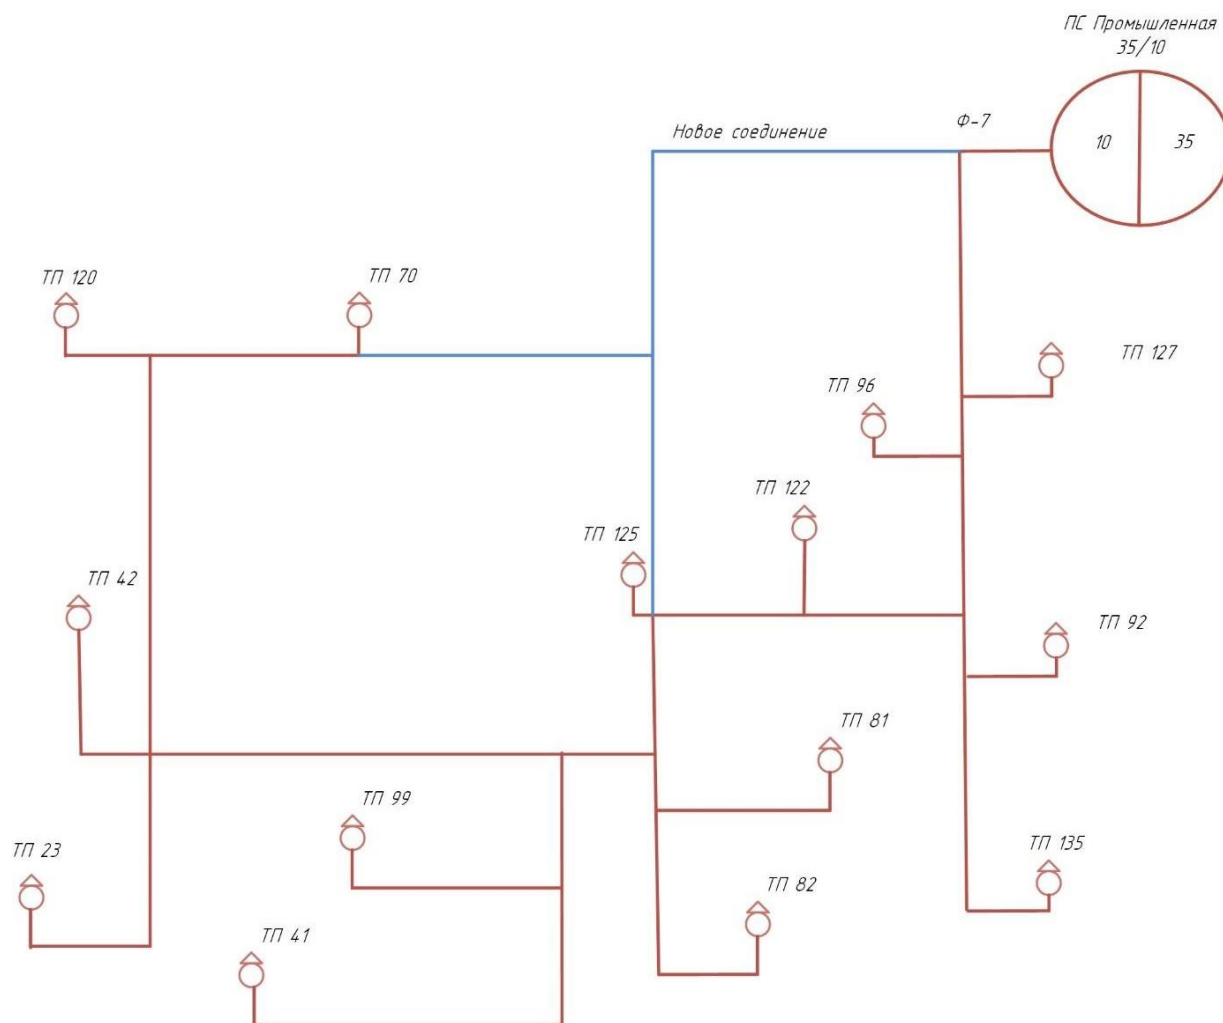 ПС Промышленная
35/10
Новое соединение
Ф-7
10
35
ТП 120
ТП 70
ТП 127
ТП 96
ТП 122
ТП 125
ТП 42
ТП 92
ТП 81
ТП 99
ТП 23
ТП 135
ТП 82
ТП 41